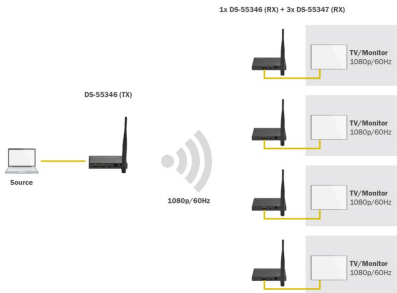 1x DS-55346 (RX) + 3x DS-55347 (RX)
TV/Monitor
1080p/60Hz
DS-55346 (TX)
TV/Monitor
1080p/60Hz
Source
1080p/60Hz
TV/Monitor
1080p/60Hz
TV/Monitor
1080p/60Hz